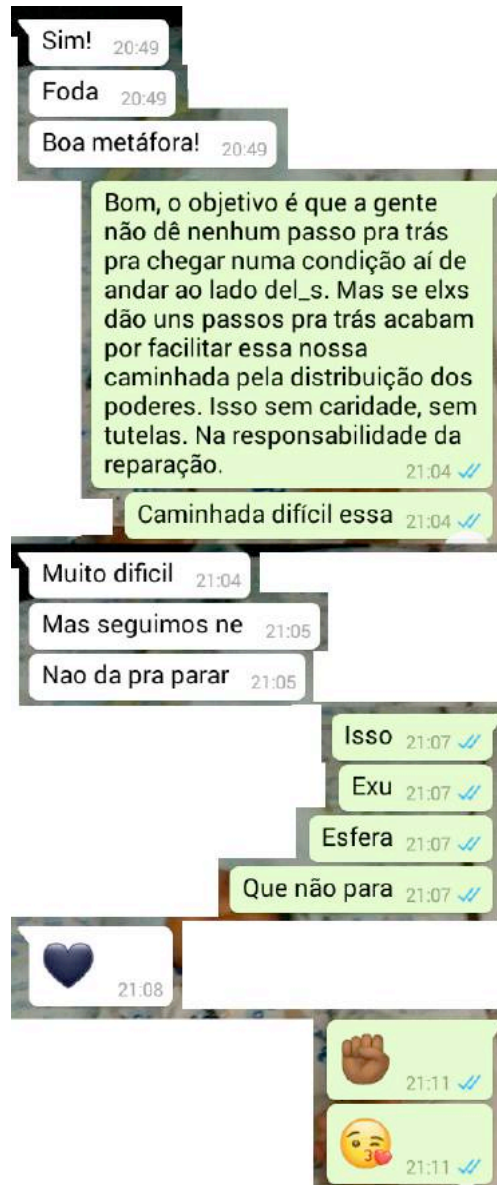 Sim! 20:49
Foda 20:49
Boa metáfora! 20:49
Bom, o objetivo é que a gente
não dê nenhum passo pra trás
pra chegar numa condição aí de
andar ao lado del_s. Mas se elxs
dão uns passos pra trás acabam
por facilitar essa nossa
caminhada pela distribuição dos
poderes. Isso sem caridade, sem
tutelas. Na responsabilidade da
reparação. 21:04
Caminhada difícil essa 21:04
Muito dificil 21:04
Mas seguimos ne 21:05
Nao da pra parar 21:05
Isso 21:07
Exu 21:07
Esfera 21:07
Que não para 21:07
21:08
21:11
21:11